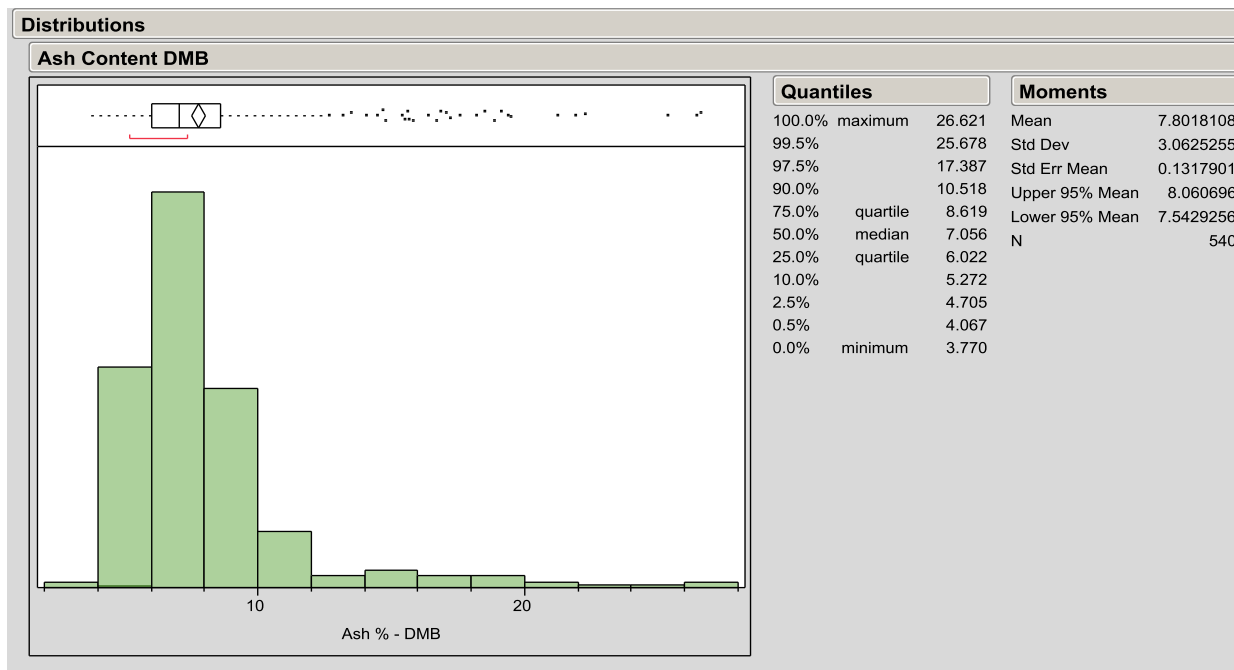 Distributions
Ash Content DMB
10 20
Ash % - DMB
Quantiles
100.0% maximum 26.621
99.5% 25.678
97.5% 17.387
90.0% 10.518
75.0% quartile 8.619
50.0% median 7.056
25.0% quartile 6.022
10.0% 5.272
2.5% 4.705
0.5% 4.067
0.0% minimum 3.770
Moments
Mean 7.8018108
Std Dev 3.0625255
Std Err Mean 0.1317901
Upper 95% Mean 8.060696
Lower 95% Mean 7.5429256
N 540